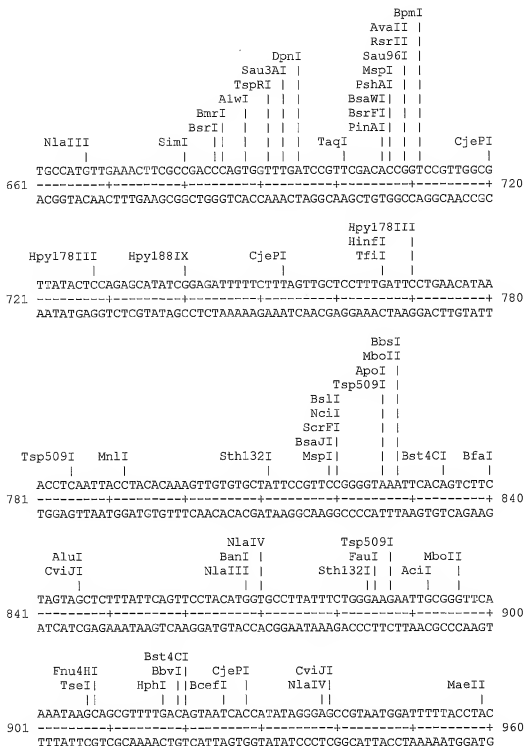 BpmI
AvaII |
RsrII |
DpnI Sau96I |
Sau3AI | MspI | |
TspRI | | PshAI | |
AlwI | | | BsaWI | | |
BmrI | | | | BsrFI | | |
BsrI | | | | | PinAI | | |
NlaIII SimI | | | | | | TaqI | | | | CjePI
TGCCATGTTGAAACTTCGCCGACCCAGTGGTTTGATCCGTTCGACACCGGTCCGTTGGCG
661 ---------+---------+---------+---------+---------+---------+ 720
ACGGTACAACTTTGAAGCGGCTGGGTCACCAAACTAGGCAAGCTGTGGCCAGGCAACCGC
Hpy178III
HinfI |
Hpy178III Hpy188IX CjePI TfiI |
TTATACTCCAGAGCATATCGGAGATTTTTCTTTAGTTGCTCCTTTGATTCCTGAACATAA
721 ---------+---------+---------+---------+---------+---------+ 780
AATATGAGGTCTCGTATAGCCTCTAAAAAGAAATCAACGAGGAAACTAAGGACTTGTATT
BbsI
MboII
ApoI |
Tsp509I |
BslI
NciI
ScrFI
BsaJI |
Tsp509I MnlI Sth132I MspI | Bst4CI BfaI
ACCTCAATTACCTACACAAAGTTGTGTGCTATTCCGTTCCGGGGTAAATTCACAGTCTTC
781 ---------+---------+---------+---------+---------+---------+ 840
TGGAGTTAATGGATGTGTTTCAACACACGATAAGGCAAGGCCCCATTTAAGTGTCAGAAG
NlaIV Tsp509I
AluI BanI | FauI | MboII
CviJI NlaIII | Sth132I | | AciI |
TAGTAGCTCTTTATTCAGTTCCTACATGGTGCCTTATTTCTGGGAAGAATTGCGGGTTCA
841 ---------+---------+---------+---------+---------+---------+ 900
ATCATCGAGAAATAAGTCAAGGATGTACCACGGAATAAAGACCCTTCTTAACGCCCAAGT
Bst4CI
Fnu4HI BbvI | CjePI CviJI
TseI | HphI | | BcefI | NlaIV | MaeII
AAATAAGCAGCGTTTTGACAGTAATCACCATATAGGGAGCCGTAATGGATTTTTACCTAC
901 ---------+---------+---------+---------+---------+---------+ 960
TTTATTCGTCGCAAAACTGTCATTAGTGGTATATCCCTCGGCATTACCTAAAAATGGATG